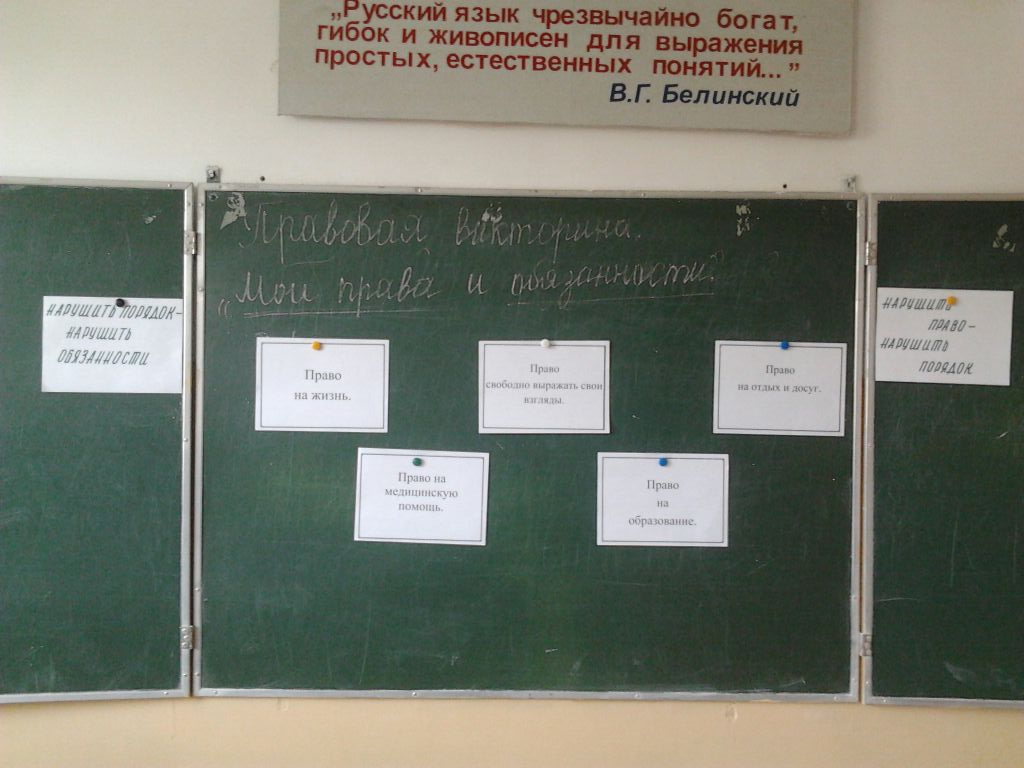 „Русский язык чрезвычайно богат,
гибок и живописен для выражения
простых, естественных понятий..."
В.Г. Белинский
Правовая викторина.
„Мои права и обязанности".
НАРУШИТЬ ПОРЯДОК-
НАРУШИТЬ
ОБЯЗАННОСТИ
Право
на жизнь.
Право
свободно выражать свои
взгляды.
Право
на отдых и досуг.
НАРУШИТЬ
ПРАВО-
НАРУШИТЬ
ПОРЯДОК
Право на
медицинскую
помощь.
Право
на
образование.